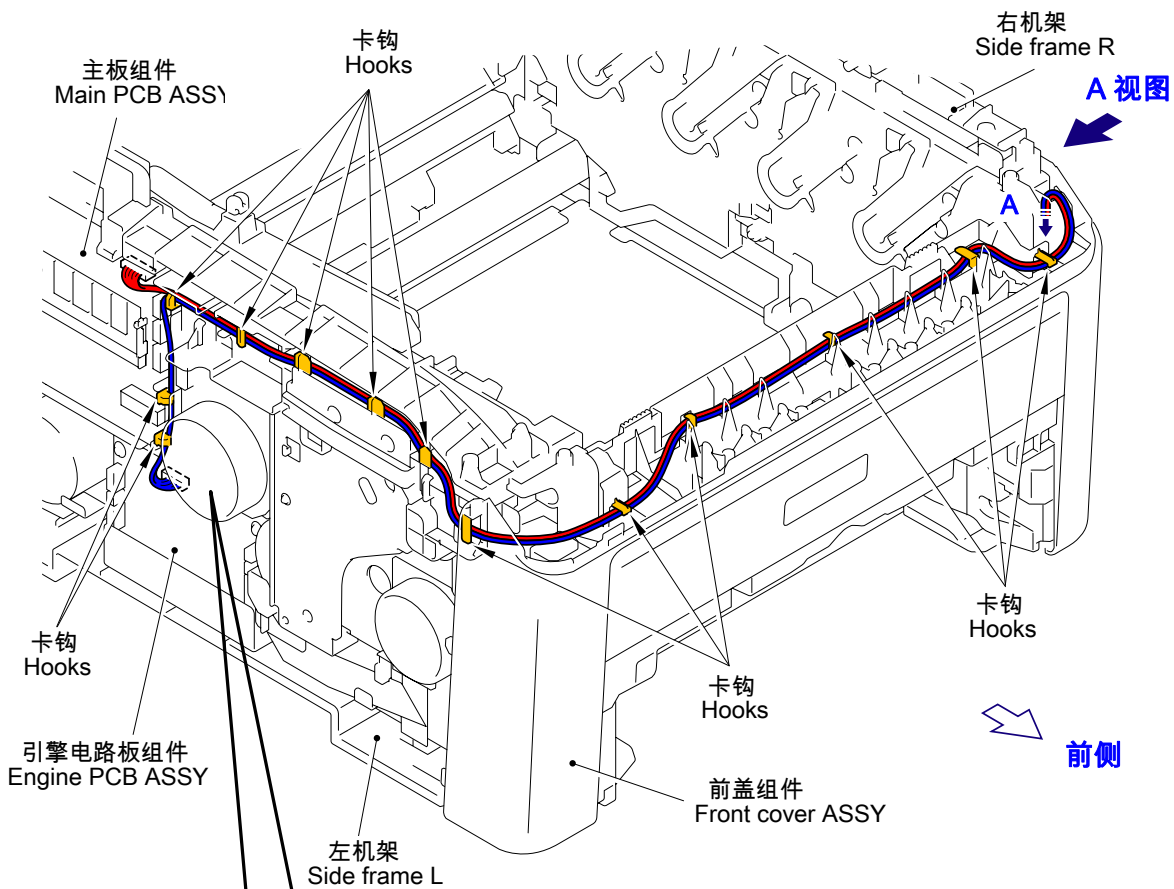 卡钩
Hooks
右机架
Side frame R
主板组件
Main PCB ASSY
A 视图
A
卡钩
Hooks
卡钩
Hooks
卡钩
Hooks
引擎电路板组件
Engine PCB ASSY
前侧
前盖组件
Front cover ASSY
左机架
Side frame L